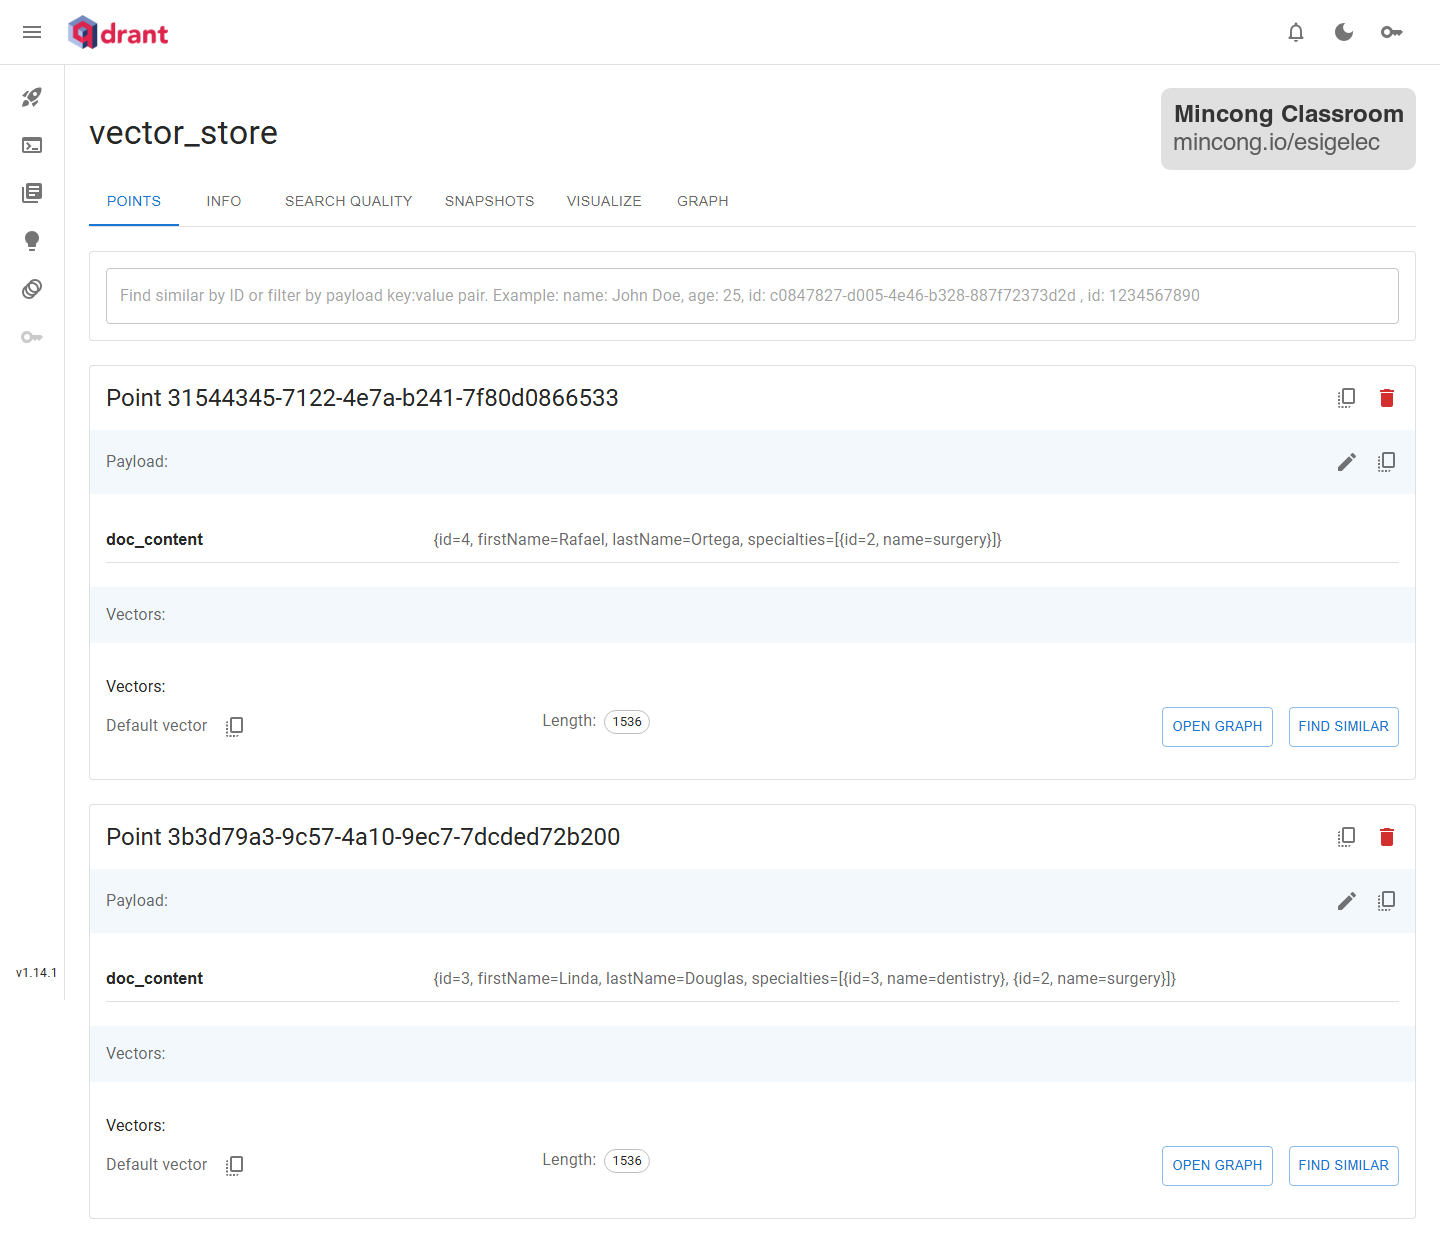 drant
Mincong Classroom
mincong.io/esigelec
vector_store
POINTS INFO SEARCH QUALITY SNAPSHOTS VISUALIZE GRAPH
Find similar by ID or filter by payload key:value pair. Example: name: John Doe, age: 25, id: c0847827-d005-4e46-b328-887f72373d2d , id: 1234567890
Point 31544345-7122-4e7a-b241-7f80d0866533
Payload:
doc_content {id=4, firstName=Rafael, lastName=Ortega, specialties=[{id=2, name=surgery}]}
Vectors:
Vectors:
Default vector Length: 1536 OPEN GRAPH FIND SIMILAR
Point 3b3d79a3-9c57-4a10-9ec7-7dcded72b200
Payload:
doc_content {id=3, firstName=Linda, lastName=Douglas, specialties=[{id=3, name=dentistry}, {id=2, name=surgery}]}
v1.14.1
Vectors:
Vectors:
Default vector Length: 1536 OPEN GRAPH FIND SIMILAR